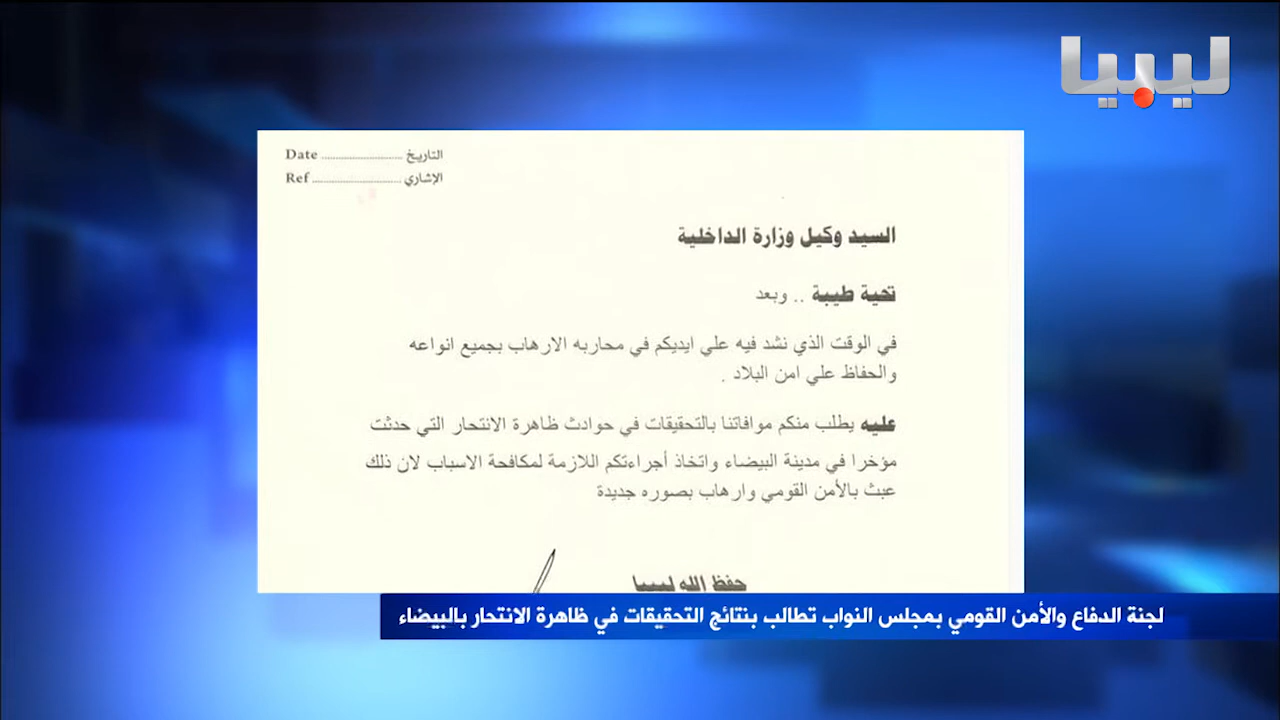 ليبيا
Date ........................ التاريخ
Ref ........................ الإشاري
السيد وكيل وزارة الداخلية
تحية طيبة .. وبعد
في الوقت الذي نشد فيه علي ايديكم في محاربه الارهاب بجميع انواعه
والحفاظ علي امن البلاد .
عليه يطلب منكم موافاتنا بالتحقيقات في حوادث ظاهرة الانتحار التي حدثت
مؤخرا في مدينة البيضاء واتخاذ أجراءتكم اللازمة لمكافحة الاسباب لان ذلك
عبث بالأمن القومي وارهاب بصوره جديدة
حفظ الله ليبيا
لجنة الدفاع والأمن القومي بمجلس النواب تطالب بنتائج التحقيقات في ظاهرة الانتحار بالبيضاء